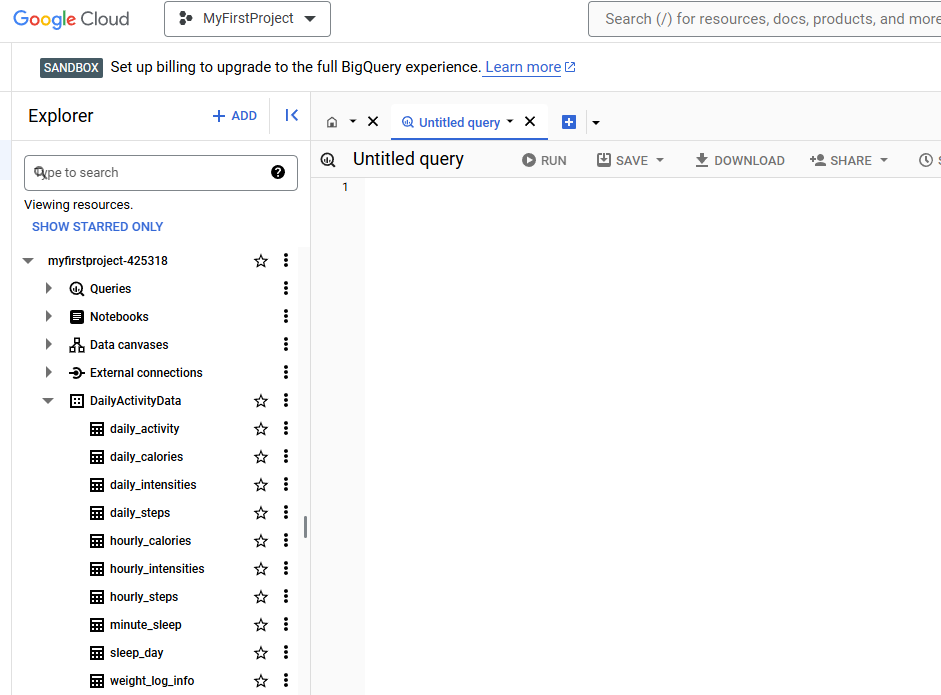 Google Cloud MyFirstProject Search (/) for resources, docs, products, and more
SANDBOX Set up billing to upgrade to the full BigQuery experience. Learn more
Explorer + ADD
Untitled query
Untitled query RUN SAVE DOWNLOAD SHARE S
Type to search ?
1
Viewing resources.
SHOW STARRED ONLY
myfirstproject-425318
Queries
Notebooks
Data canvases
External connections
DailyActivityData
daily_activity
daily_calories
daily_intensities
daily_steps
hourly_calories
hourly_intensities
hourly_steps
minute_sleep
sleep_day
weight_log_info